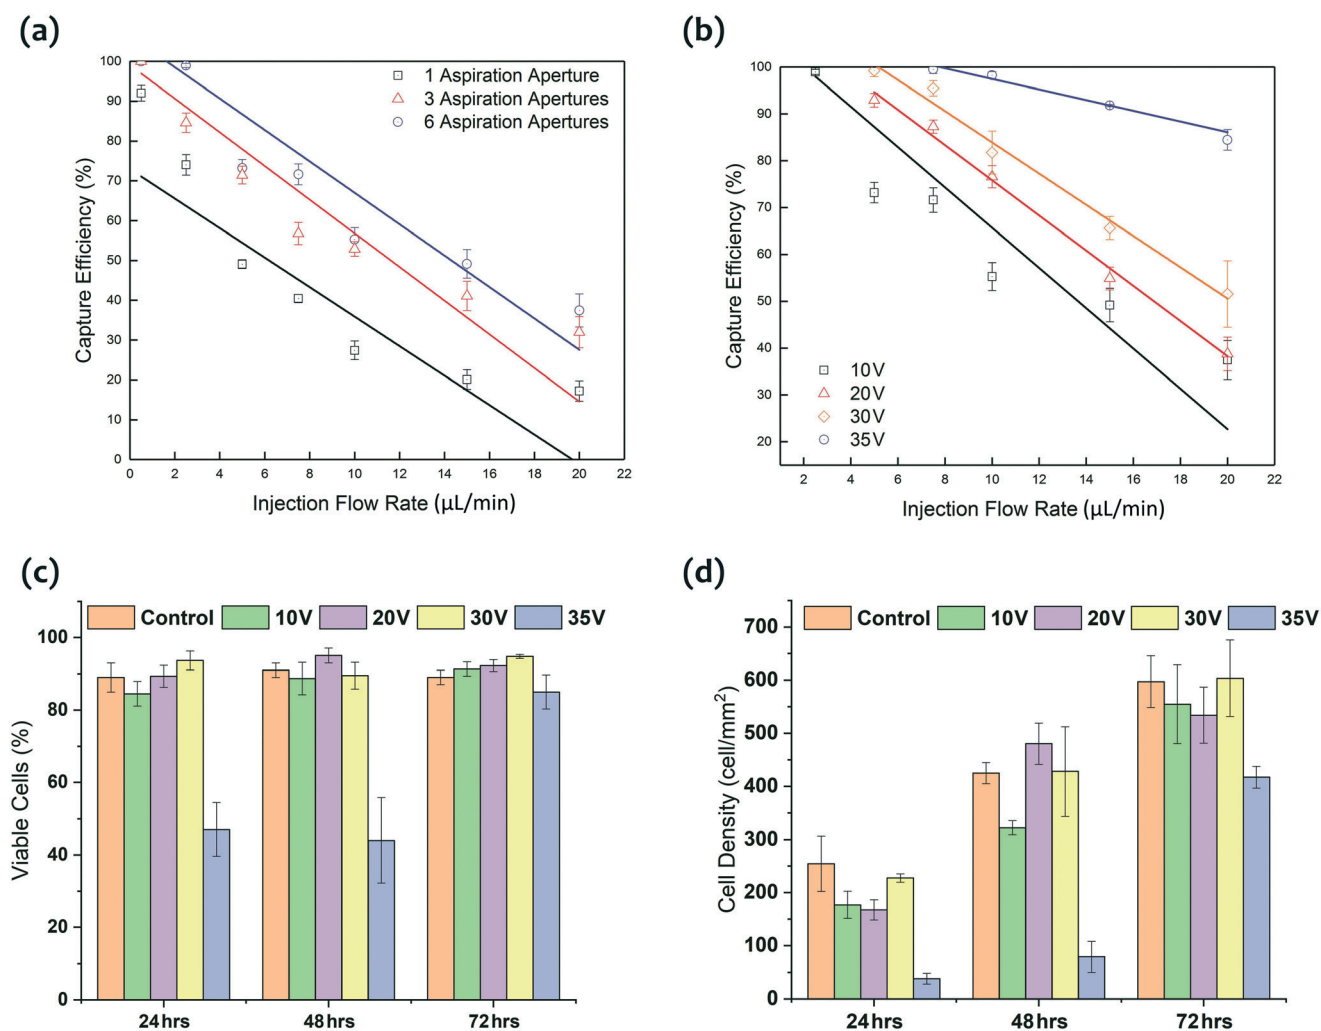 (a)
100
90
80
70
60
50
40
30
20
10
0
Capture Efficiency (%)
1 Aspiration Aperture
3 Aspiration Apertures
6 Aspiration Apertures
0 2 4 6 8 10 12 14 16 18 20 22
Injection Flow Rate (μL/min)
(b)
100
90
80
70
60
50
40
30
20
Capture Efficiency (%)
10V
20V
30V
35V
2 4 6 8 10 12 14 16 18 20 22
Injection Flow Rate (μL/min)
(c)
Control 10V 20V 30V 35V
100
80
60
40
20
0
Viable Cells (%)
24hrs 48hrs 72hrs
(d)
Control 10V 20V 30V 35V
700
600
500
400
300
200
100
0
Cell Density (cell/mm²)
24hrs 48hrs 72hrs